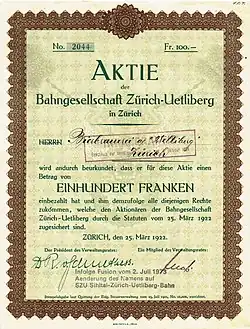 No. 2044 Fr. 100.—
AKTIE
der
Bahngesellschaft Zürich-Uetliberg
in Zürich
HERRN
Zürich
wird andurch beurkundet, dass er für diese Aktie einen
Betrag von
EINHUNDERT FRANKEN
einbezahlt hat und ihm demzufolge alle diejenigen Rechte
zukommen, welche den Aktionären der Bahngesellschaft
Zürich-Uetliberg durch die Statuten vom 25. März 1922
zugesichert sind.
ZÜRICH, den 25. März 1922.
Der Präsident des Verwaltungsrates: Ein Mitglied des Verwaltungsrates:
Infolge Fusion vom 2. Juli 1973
Aenderung des Namens auf
SZU Sihltal-Zürich-Uetliberg-Bahn